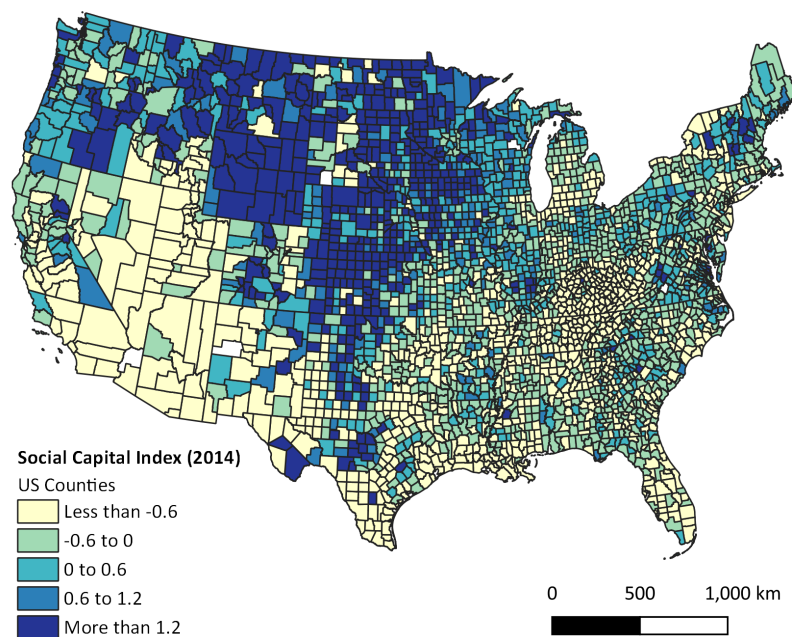 Social Capital Index (2014)
US Counties
Less than -0.6
-0.6 to 0
0 to 0.6
0.6 to 1.2
More than 1.2
0 500 1,000 km